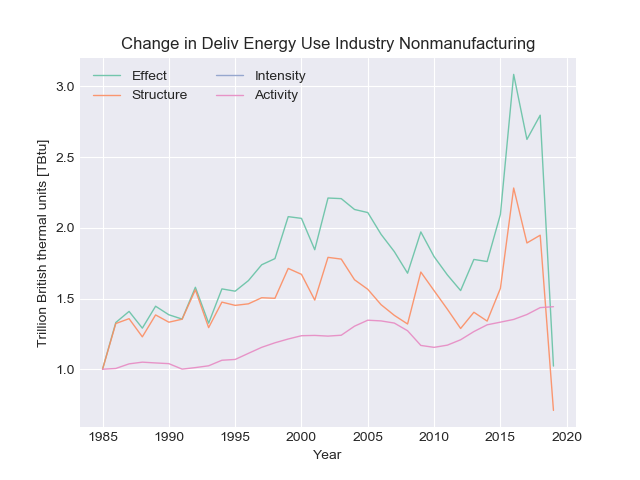 Change in Deliv Energy Use Industry Nonmanufacturing
Effect
Structure
Intensity
Activity
Trillion British thermal units [TBtu]
3.0
2.5
2.0
1.5
1.0
1985 1990 1995 2000 2005 2010 2015 2020
Year